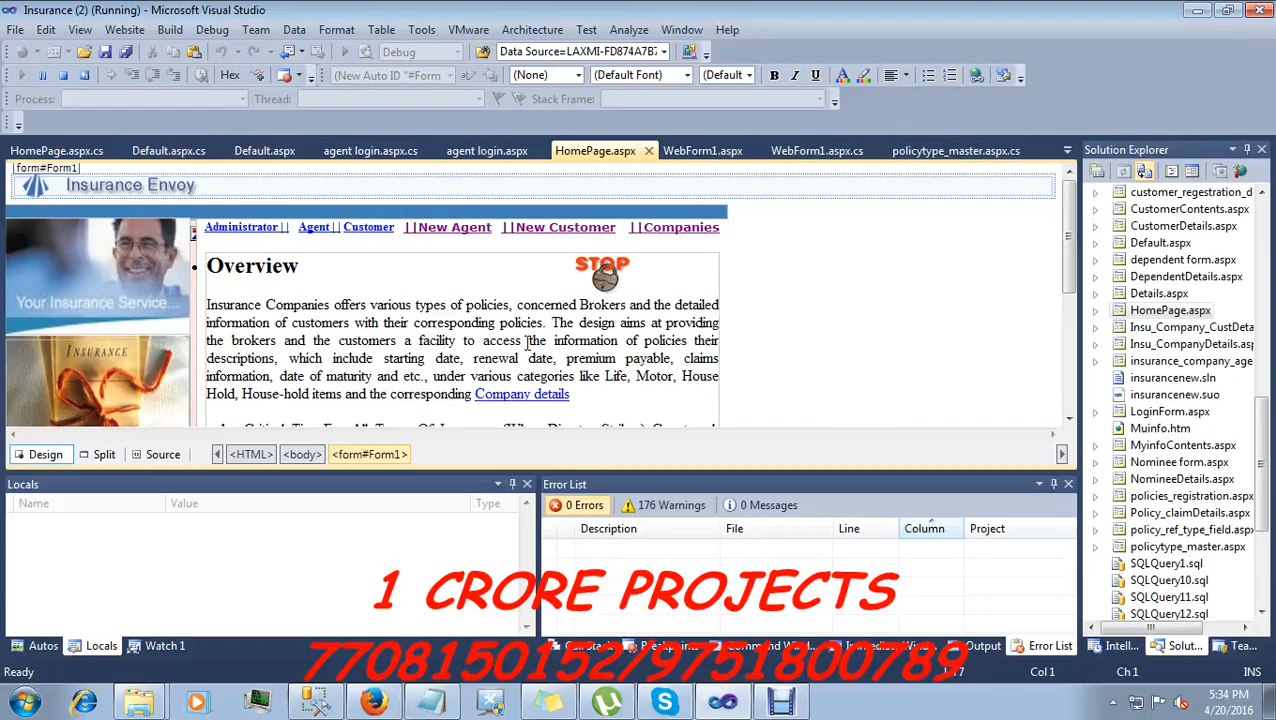 Insurance (2) (Running) - Microsoft Visual Studio
File Edit View Website Build Debug Team Data Format Table Tools VMware Architecture Test Analyze Window Help
Debug Data Source=LAXMI-FD874A7B7
Hex (New Auto ID "#Form (None) (Default Font) (Default B I U A
Process: Thread: Stack Frame:
HomePage.aspx.cs Default.aspx.cs Default.aspx agent login.aspx.cs agent login.aspx HomePage.aspx WebForm1.aspx WebForm1.aspx.cs policytype_master.aspx.cs
form#Form1
Insurance Envoy
Administrator || Agent || Customer ||New Agent ||New Customer ||Companies
Overview
STOP
Your Insurance Service...
INSURANCE
Insurance Companies offers various types of policies, concerned Brokers and the detailed
information of customers with their corresponding policies. The design aims at providing
the brokers and the customers a facility to access the information of policies their
descriptions, which include starting date, renewal date, premium payable, claims
information, date of maturity and etc., under various categories like Life, Motor, House
Hold, House-hold items and the corresponding Company details
Design Split Source <HTML> <body> <form#Form1>
Solution Explorer
customer_regestration_d
CustomerContents.aspx
CustomerDetails.aspx
Default.aspx
dependent form.aspx
DependentDetails.aspx
Details.aspx
HomePage.aspx
Insu_Company_CustDeta
Insu_CompanyDetails.asp
insurance_company_age
insurancenew.sln
insurancenew.suo
LoginForm.aspx
Muinfo.htm
MyinfoContents.aspx
Nominee form.aspx
NomineeDetails.aspx
policies_registration.aspx
Policy_claimDetails.aspx
policy_ref_type_field.aspx
policytype_master.aspx
SQLQuery1.sql
SQLQuery10.sql
SQLQuery11.sql
SQLQuery12.sql
Intell... Solut... Tea...
Locals
Name Value Type
Autos Locals Watch 1
Error List
0 Errors 176 Warnings 0 Messages
Description File Line Column Project
Error List
1 CRORE PROJECTS
7708150152/9751800789
Ready Col 1 Ch 1 INS
5:34 PM
4/20/2016